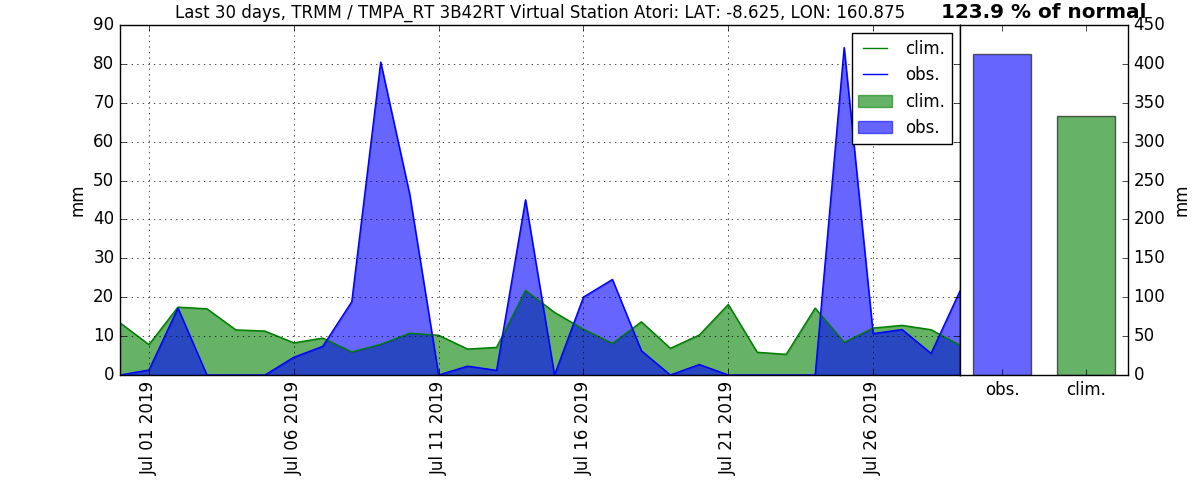 Last 30 days, TRMM / TMPA_RT 3B42RT Virtual Station Atori: LAT: -8.625, LON: 160.875
123.9 % of normal
90
80
70
60
50
40
30
20
10
0
mm
clim.
obs.
clim.
obs.
Jul 01 2019
Jul 06 2019
Jul 11 2019
Jul 16 2019
Jul 21 2019
Jul 26 2019
450
400
350
300
250
200
150
100
50
0
mm
obs.
clim.